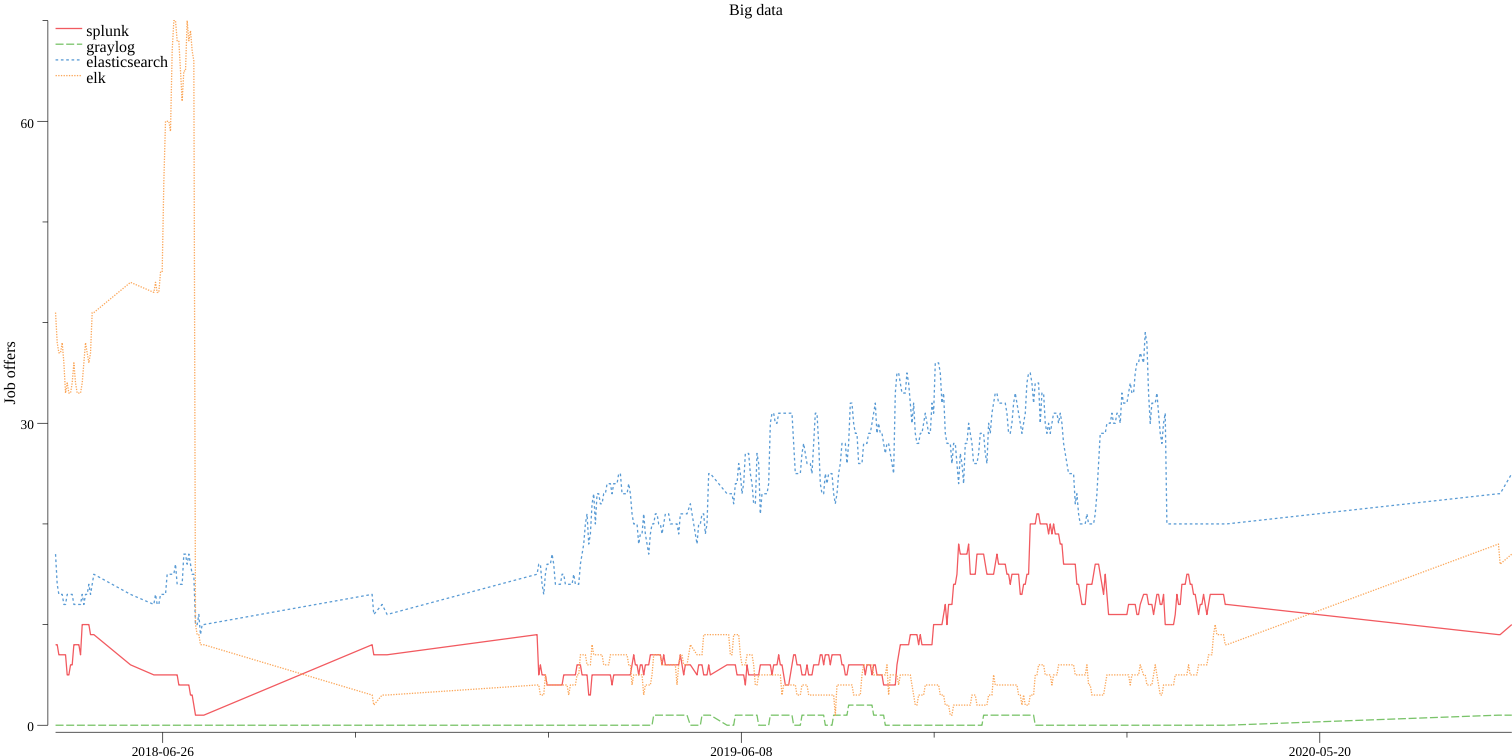 Big data
splunk
graylog
elasticsearch
elk
60
Job offers
30
0
2018-06-26
2019-06-08
2020-05-20